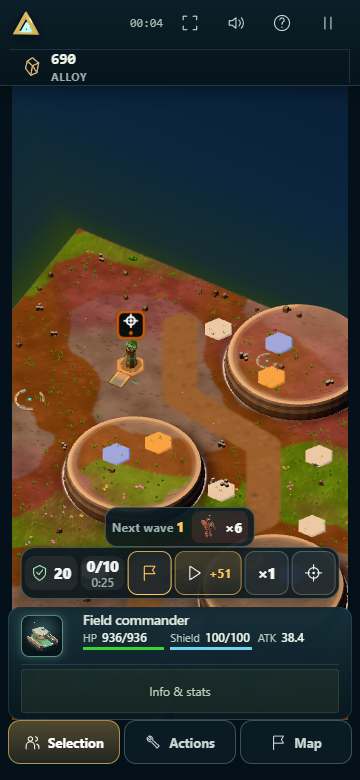 00:04
690
ALLOY
Next wave 1 ×6
20 0/10 +51 ×1
0:25
Field commander
HP 936/936 Shield 100/100 ATK 38.4
Info & stats
Selection Actions Map